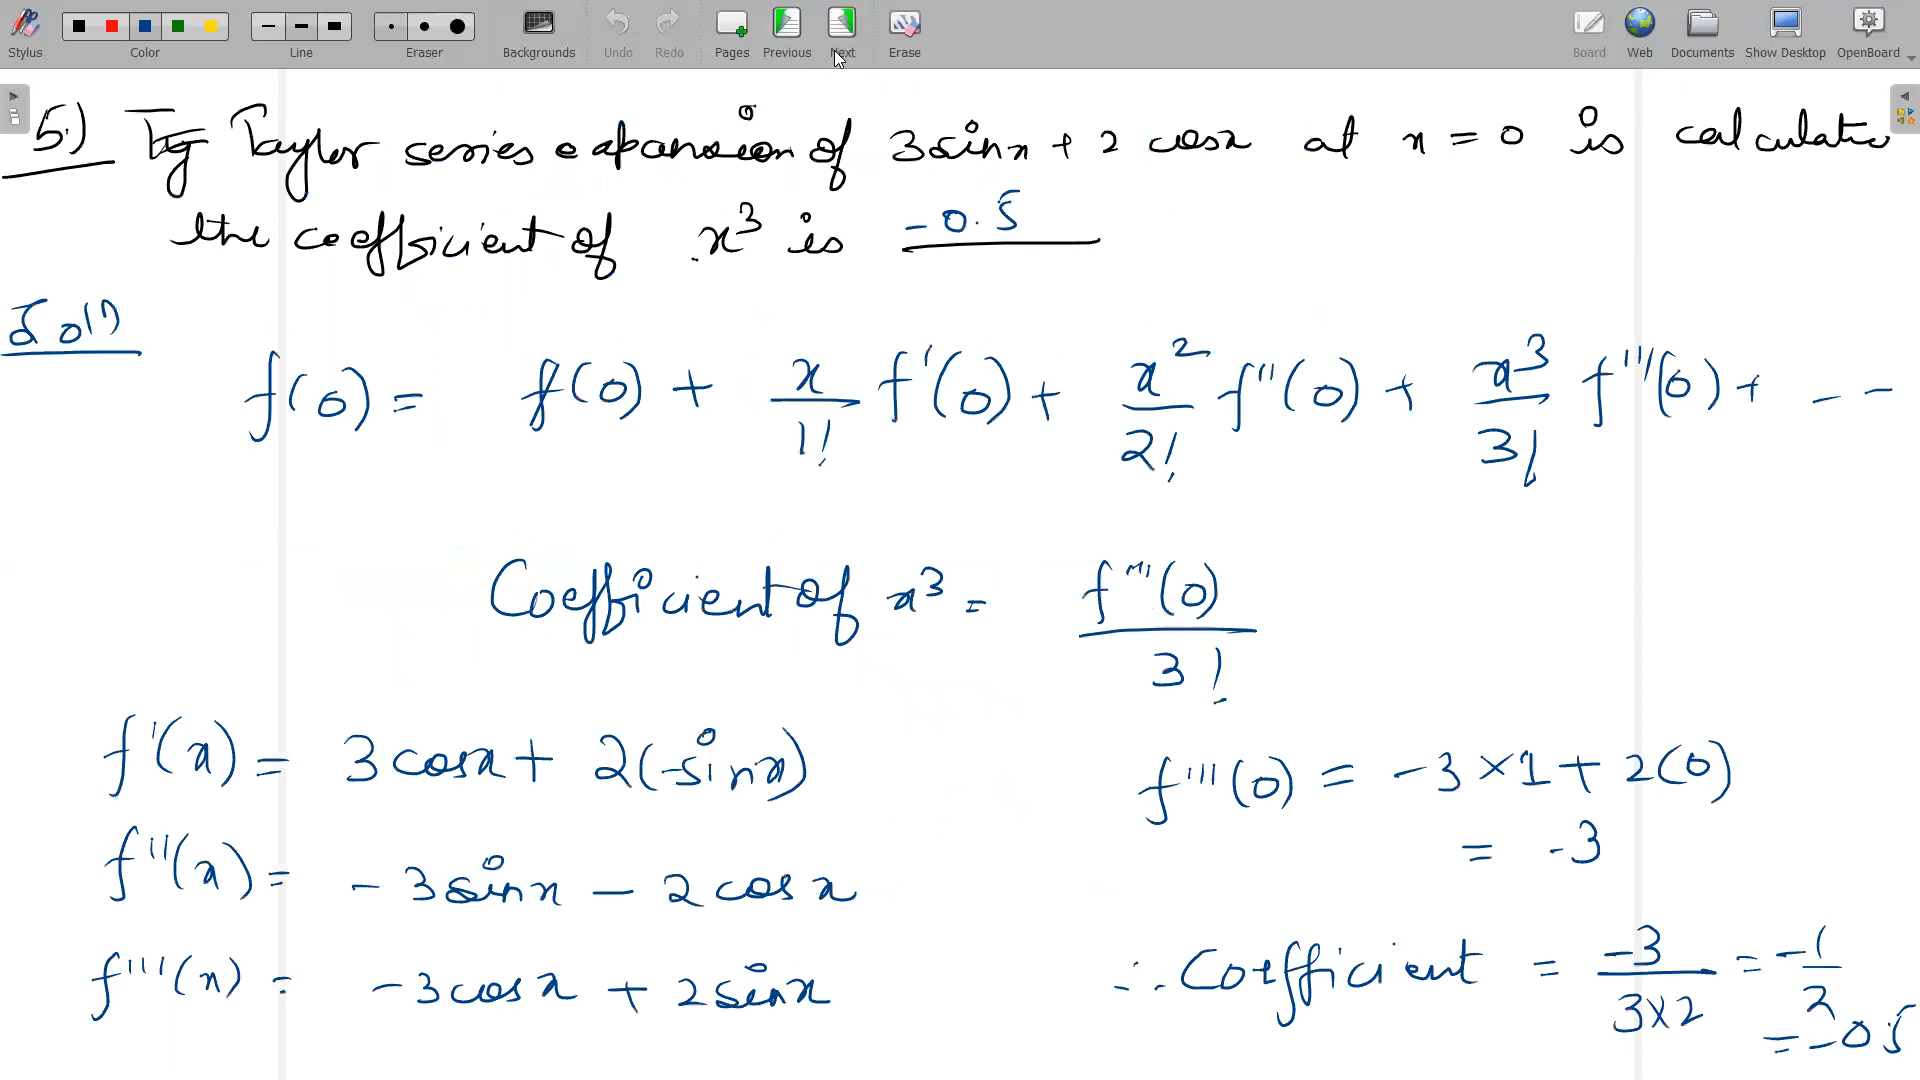 Stylus Color Line Eraser Backgrounds Undo Redo Pages Previous Next Erase Board Web Documents Show Desktop OpenBoard
5.) Taylor series expansion of 3sinx + 2 cosx at x = 0 is calculatic
the coefficient of x³ is -0.5
Soln
f(0) = f(0) + x/1! f'(0) + x²/2! f''(0) + x³/3! f'''(0) + - -
Coefficient of x³ = f'''(0)/3!
f'(x) = 3cosx + 2(-sinx)
f''(x) = -3sinx - 2cosx
f'''(x) = -3cosx + 2sinx
f'''(0) = -3×1 + 2(0)
= -3
∴ Coefficient = -3/3×2 = -1/2
= -0.5